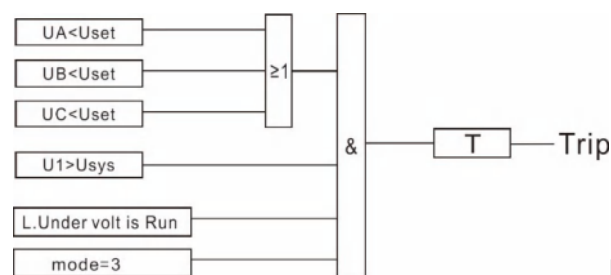 UA<Uset
UB<Uset
≥1
UC<Uset
&
T
Trip
U1>Usys
L.Under volt is Run
mode=3